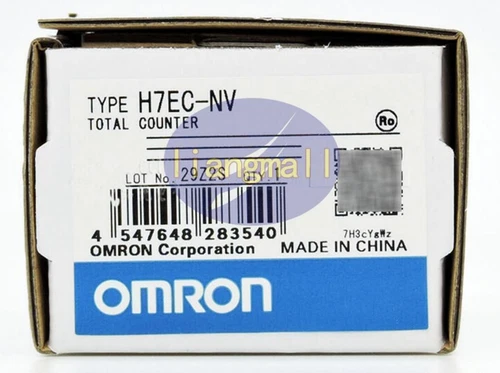 TYPE H7EC-NV
TOTAL COUNTER
Ro
liangmall
LOT No. 29Z2S QTY.1
4 547648 283540
7H3cYgWz
OMRON Corporation MADE IN CHINA
OMRON